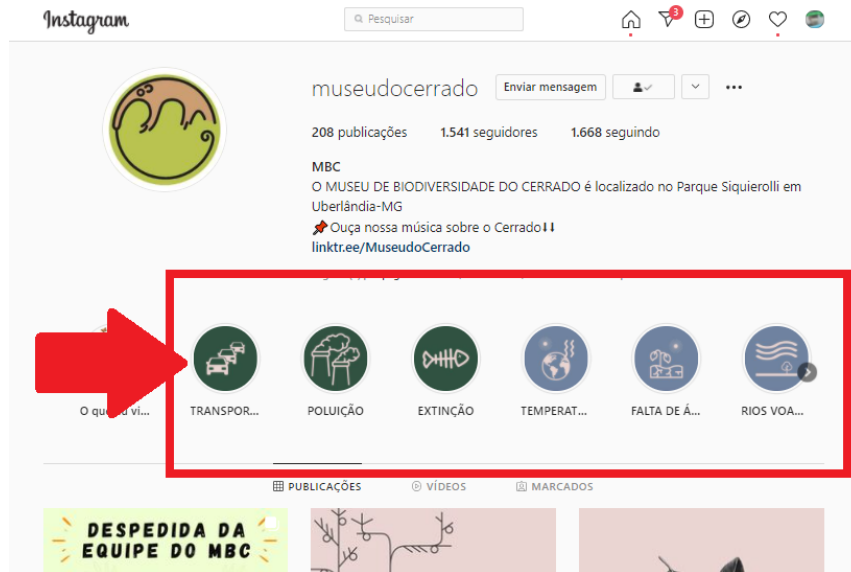 Instagram
Pesquisar
3
museudocerrado Enviar mensagem
208 publicações 1.541 seguidores 1.668 seguindo
MBC
O MUSEU DE BIODIVERSIDADE DO CERRADO é localizado no Parque Siquierolli em
Uberlândia-MG
📌Ouça nossa música sobre o Cerrado⬇⬇
linktr.ee/MuseudoCerrado
TRANSPOR... POLUIÇÃO EXTINÇÃO TEMPERAT... FALTA DE Á... RIOS VOA...
PUBLICAÇÕES VÍDEOS MARCADOS
DESPEDIDA DA
EQUIPE DO MBC